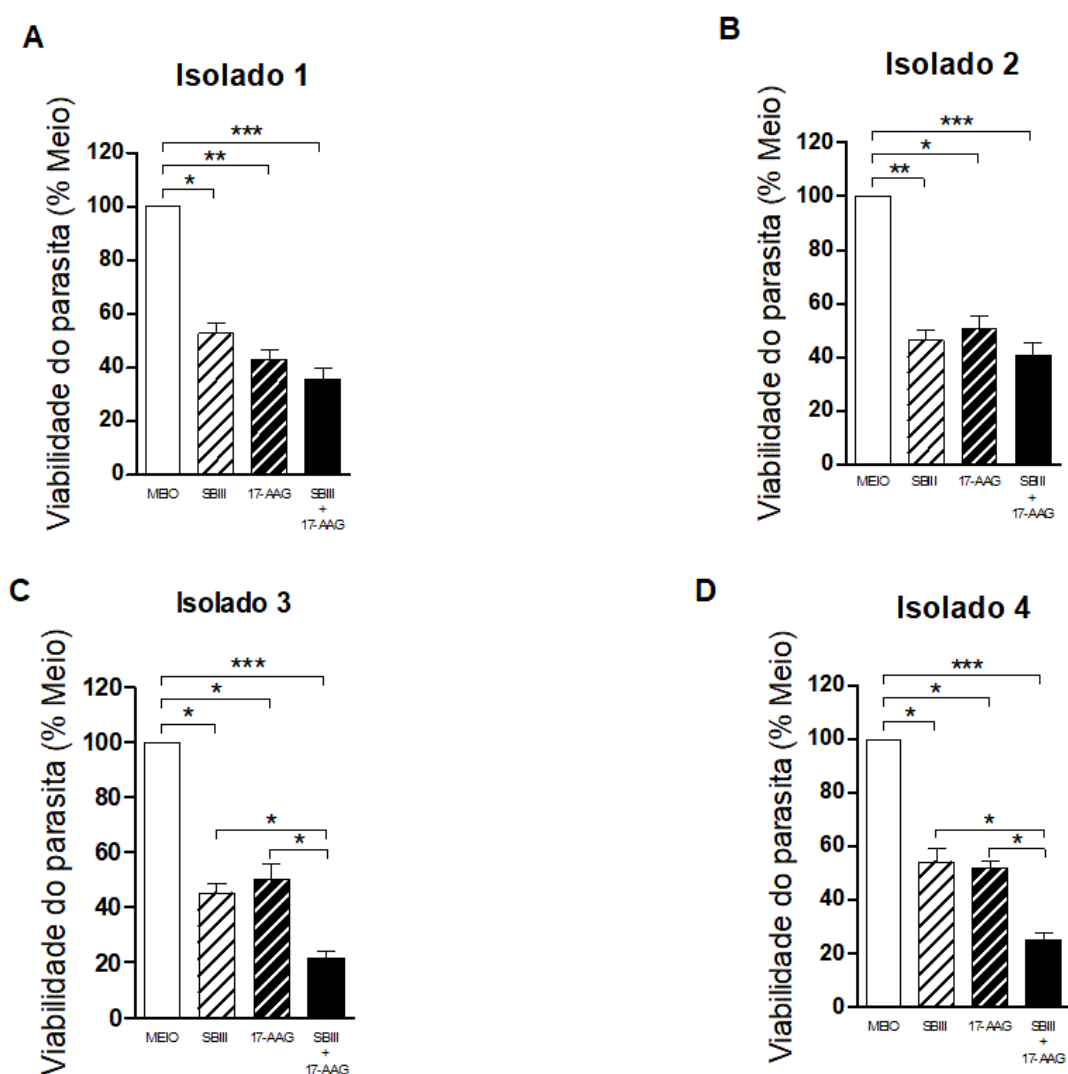 A
Isolado 1
Viabilidade do parasita (% Meio)
***
**
*
120
100
80
60
40
20
0
MEIO SBIII 17-AAG SBIII + 17-AAG
B
Isolado 2
Viabilidade do parasita (% Meio)
***
*
**
120
100
80
60
40
20
0
MEIO SBIII 17-AAG SBIII + 17-AAG
C
Isolado 3
Viabilidade do parasita (% Meio)
***
*
*
*
*
120
100
80
60
40
20
0
MEIO SBIII 17-AAG SBIII + 17-AAG
D
Isolado 4
Viabilidade do parasita (% Meio)
***
*
*
*
*
120
100
80
60
40
20
0
MEIO SBIII 17-AAG SBIII + 17-AAG